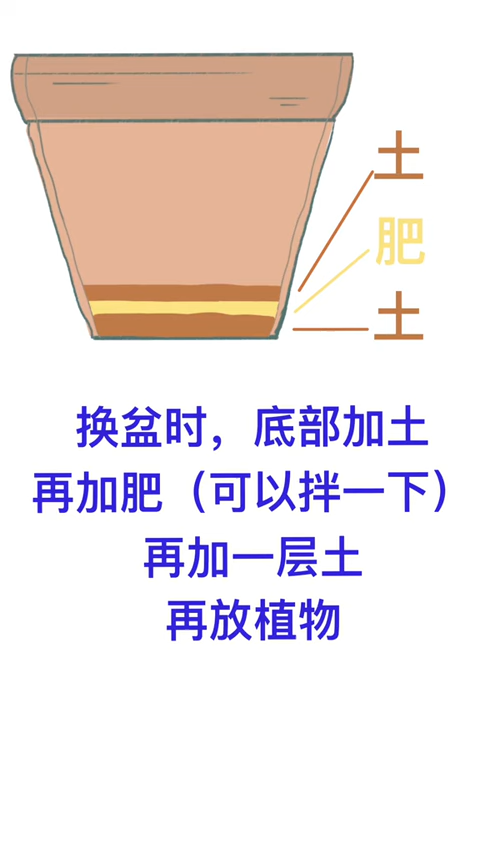 土
肥
土
换盆时，底部加土
再加肥（可以拌一下）
再加一层土
再放植物